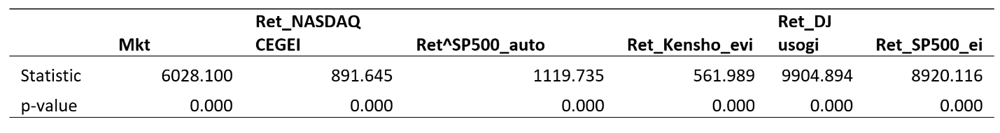 Ret_NASDAQ Ret_DJ
Mkt CEGEI Ret^SP500_auto Ret_Kensho_evi usogi Ret_SP500_ei
Statistic 6028.100 891.645 1119.735 561.989 9904.894 8920.116
p-value 0.000 0.000 0.000 0.000 0.000 0.000